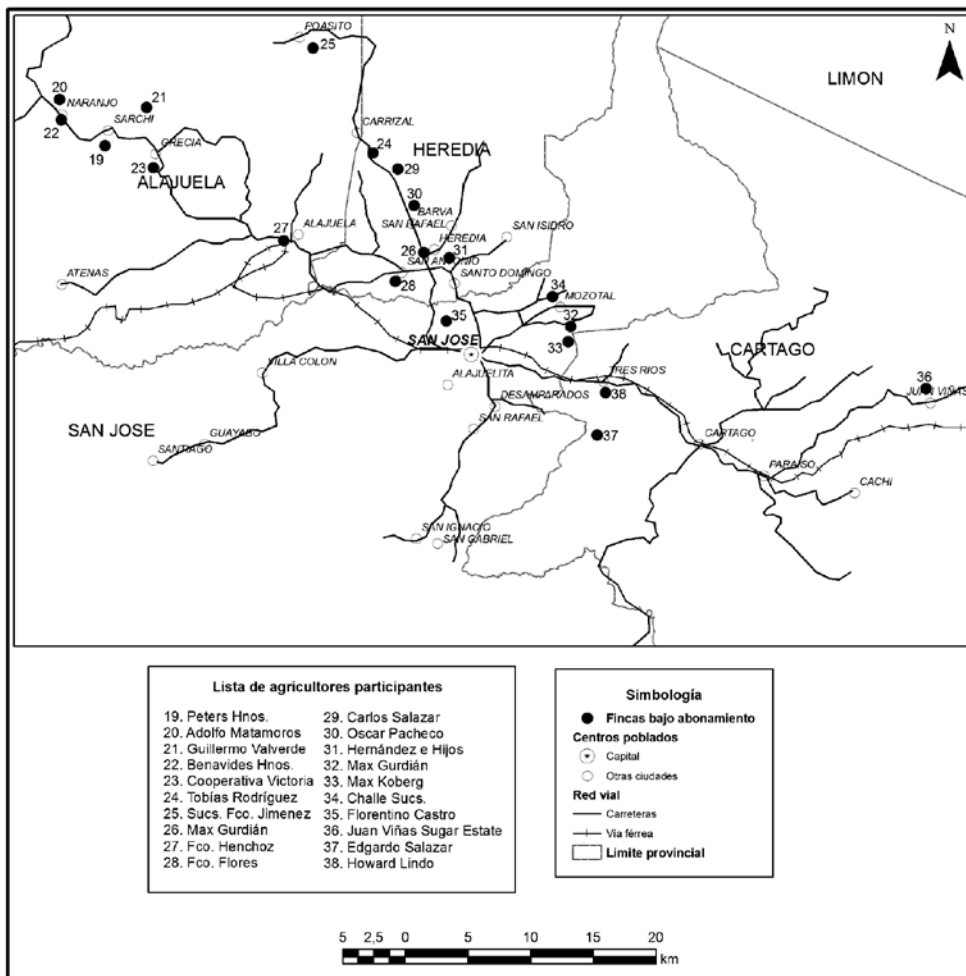 POASITO
25
N
LIMON
20
NARANJO
21
22
SARCHI
CARRIZAL
19
GRECIA
24
HEREDIA
23
29
ALAJUELA
30
BARVA
SAN RAFAEL
SAN ISIDRO
27
ALAJUELA
HEREDIA
26
31
SAN ANTONIO
ATENAS
28
SANTO DOMINGO
34
MOZOTAL
35
32
SAN JOSE
33
CARTAGO
VILLA COLON
TRES RIOS
36
ALAJUELITA
38
JUAN VIÑAS
DESAMPARADOS
SAN JOSE
SAN RAFAEL
GUAYABO
37
CARTAGO
SANTIAGO
PARAISO
CACHI
SAN IGNACIO
SAN GABRIEL
Lista de agricultores participantes
19. Peters Hnos.
20. Adolfo Matamoros
21. Guillermo Valverde
22. Benavides Hnos.
23. Cooperativa Victoria
24. Tobías Rodríguez
25. Sucs. Fco. Jimenez
26. Max Gurdián
27. Fco. Henchoz
28. Fco. Flores
29. Carlos Salazar
30. Oscar Pacheco
31. Hernández e Hijos
32. Max Gurdián
33. Max Koberg
34. Challe Sucs.
35. Florentino Castro
36. Juan Viñas Sugar Estate
37. Edgardo Salazar
38. Howard Lindo
Simbología
Fincas bajo abonamiento
Centros poblados
Capital
Otras ciudades
Red vial
Carreteras
Vía férrea
Limite provincial
5 2,5 0 5 10 15 20
km